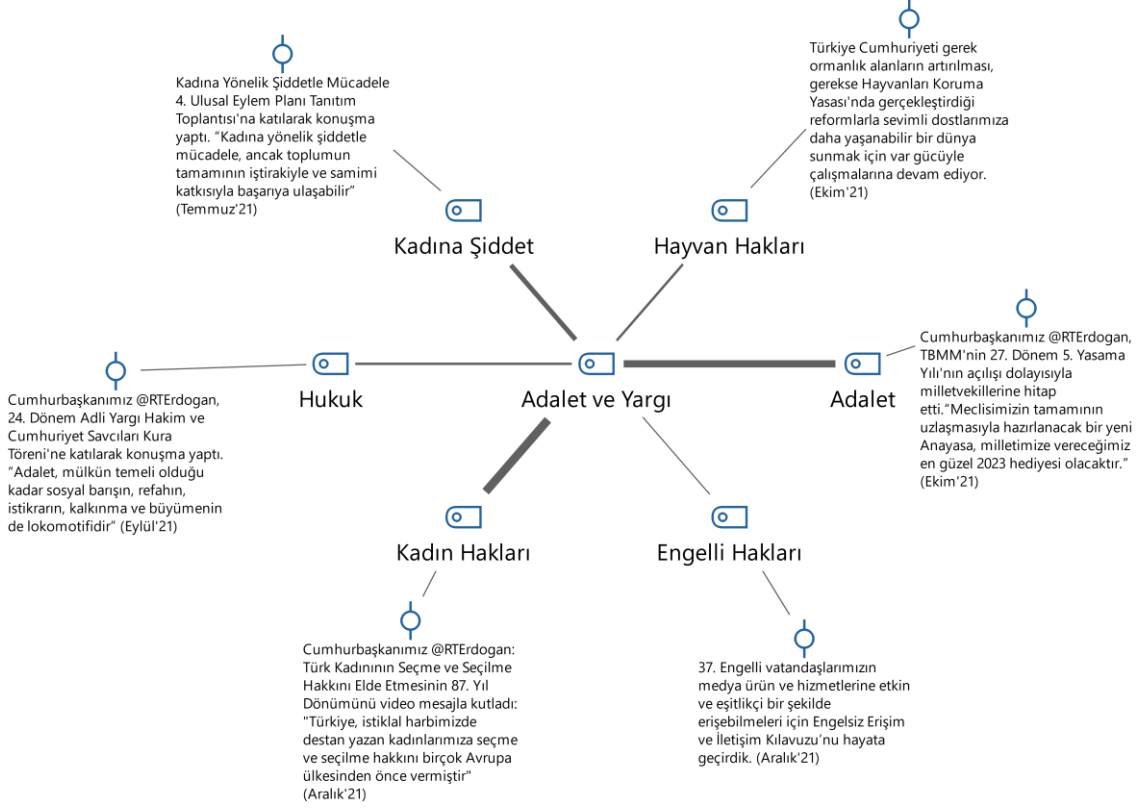 Kadına Yönelik Şiddetle Mücadele
4. Ulusal Eylem Planı Tanıtım
Toplantısı'na katılarak konuşma
yaptı. “Kadına yönelik şiddetle
mücadele, ancak toplumun
tamamının iştirakiyle ve samimi
katkısıyla başarıya ulaşabilir”
(Temmuz'21)
Türkiye Cumhuriyeti gerek
ormanlık alanların artırılması,
gerekse Hayvanları Koruma
Yasası'nda gerçekleştirdiği
reformlarla sevimli dostlarımıza
daha yaşanabilir bir dünya
sunmak için var gücüyle
çalışmalarına devam ediyor.
(Ekim'21)
Kadına Şiddet
Hayvan Hakları
Cumhurbaşkanımız @RTErdogan,
24. Dönem Adli Yargı Hakim ve
Cumhuriyet Savcıları Kura
Töreni'ne katılarak konuşma yaptı.
“Adalet, mülkün temeli olduğu
kadar sosyal barışın, refahın,
istikrarın, kalkınma ve büyümenin
de lokomotifidir” (Eylül'21)
Hukuk
Adalet ve Yargı
Adalet
Cumhurbaşkanımız @RTErdogan,
TBMM'nin 27. Dönem 5. Yasama
Yılı'nın açılışı dolayısıyla
milletvekillerine hitap
etti.“Meclisimizin tamamının
uzlaşmasıyla hazırlanacak bir yeni
Anayasa, milletimize vereceğimiz
en güzel 2023 hediyesi olacaktır.”
(Ekim'21)
Kadın Hakları
Engelli Hakları
Cumhurbaşkanımız @RTErdogan:
Türk Kadınının Seçme ve Seçilme
Hakkını Elde Etmesinin 87. Yıl
Dönümünü video mesajla kutladı:
"Türkiye, istiklal harbimizde
destan yazan kadınlarımıza seçme
ve seçilme hakkını birçok Avrupa
ülkesinden önce vermiştir"
(Aralık'21)
37. Engelli vatandaşlarımızın
medya ürün ve hizmetlerine etkin
ve eşitlikçi bir şekilde
erişebilmeleri için Engelsiz Erişim
ve İletişim Kılavuzu’nu hayata
geçirdik. (Aralık'21)